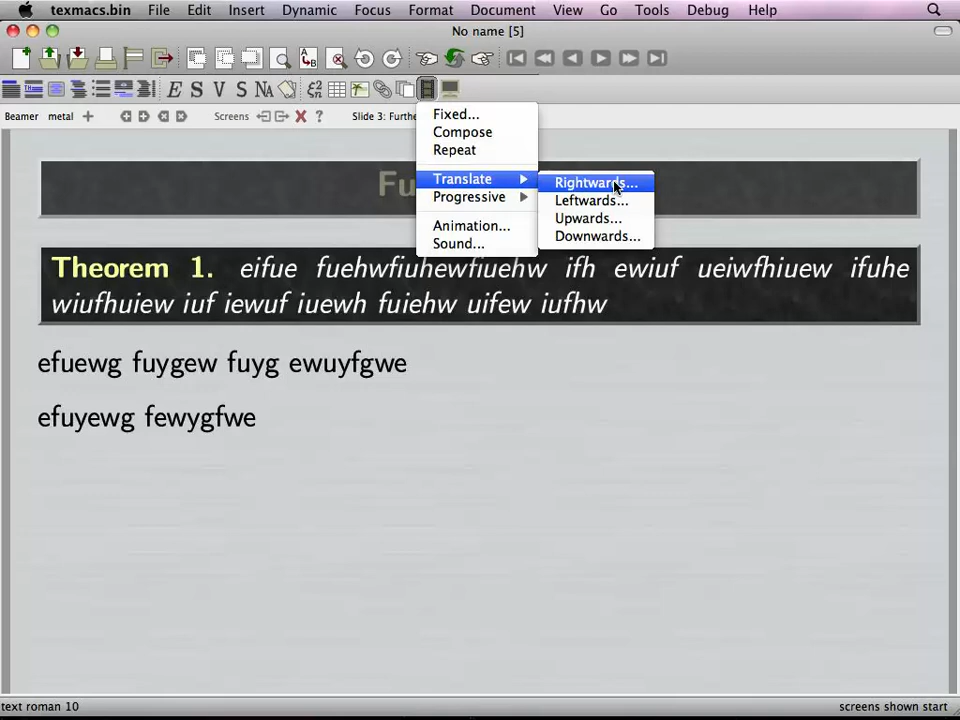 texmacs.bin File Edit Insert Dynamic Focus Format Document View Go Tools Debug Help
No name [5]
Beamer metal Screens ? Slide 3: Furthe
Fixed...
Compose
Repeat
Translate
Progressive
Animation...
Sound...
Rightwards...
Leftwards...
Upwards...
Downwards...
Fu
Theorem 1. eifue fuehwfiuhewfiuehw ifh ewiuf ueiwfhiuew ifuhe
wiufhuiew iuf iewuf iuewh fuiehw uifew iufhw
efuewg fuygew fuyg ewuyfgwe
efuyewg fewygfwe
text roman 10
screens shown start